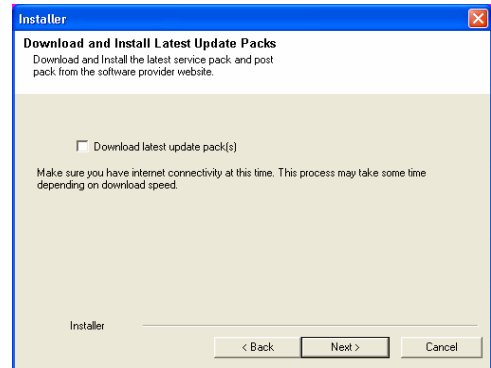 Installer
Download and Install Latest Update Packs
Download and Install the latest service pack and post
pack from the software provider website.
Download latest update pack(s)
Make sure you have internet connectivity at this time. This process may take some time
depending on download speed.
Installer
< Back Next > Cancel